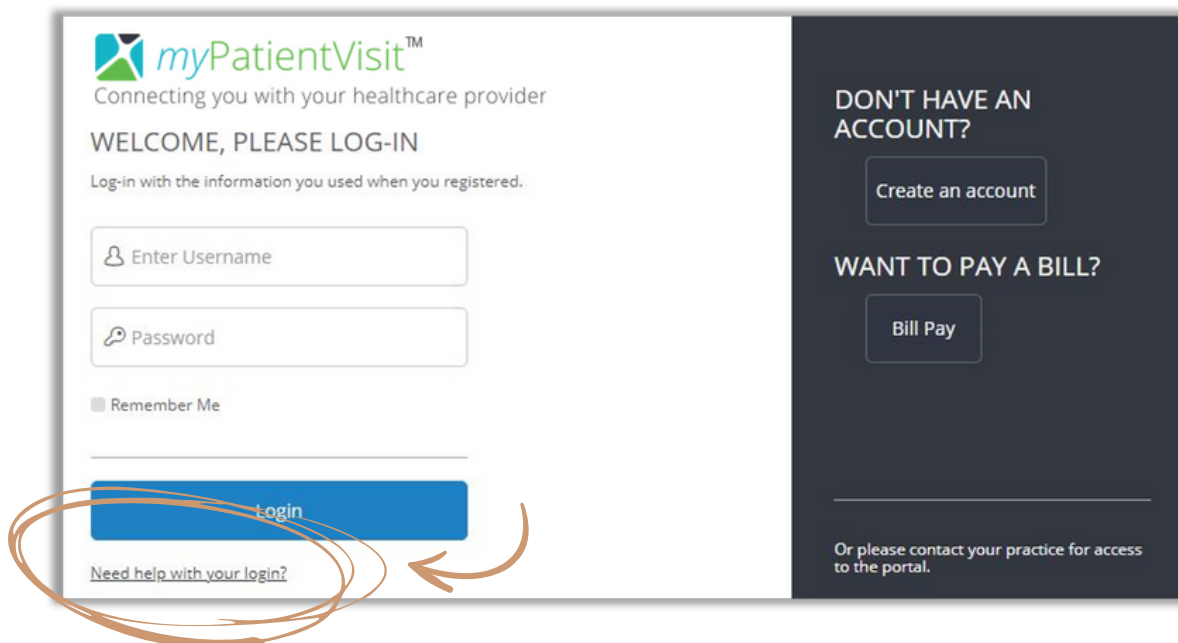 myPatientVisit™
Connecting you with your healthcare provider
WELCOME, PLEASE LOG-IN
Log-in with the information you used when you registered.
Enter Username
Password
Remember Me
Login
Need help with your login?
DON'T HAVE AN
ACCOUNT?
Create an account
WANT TO PAY A BILL?
Bill Pay
Or please contact your practice for access
to the portal.